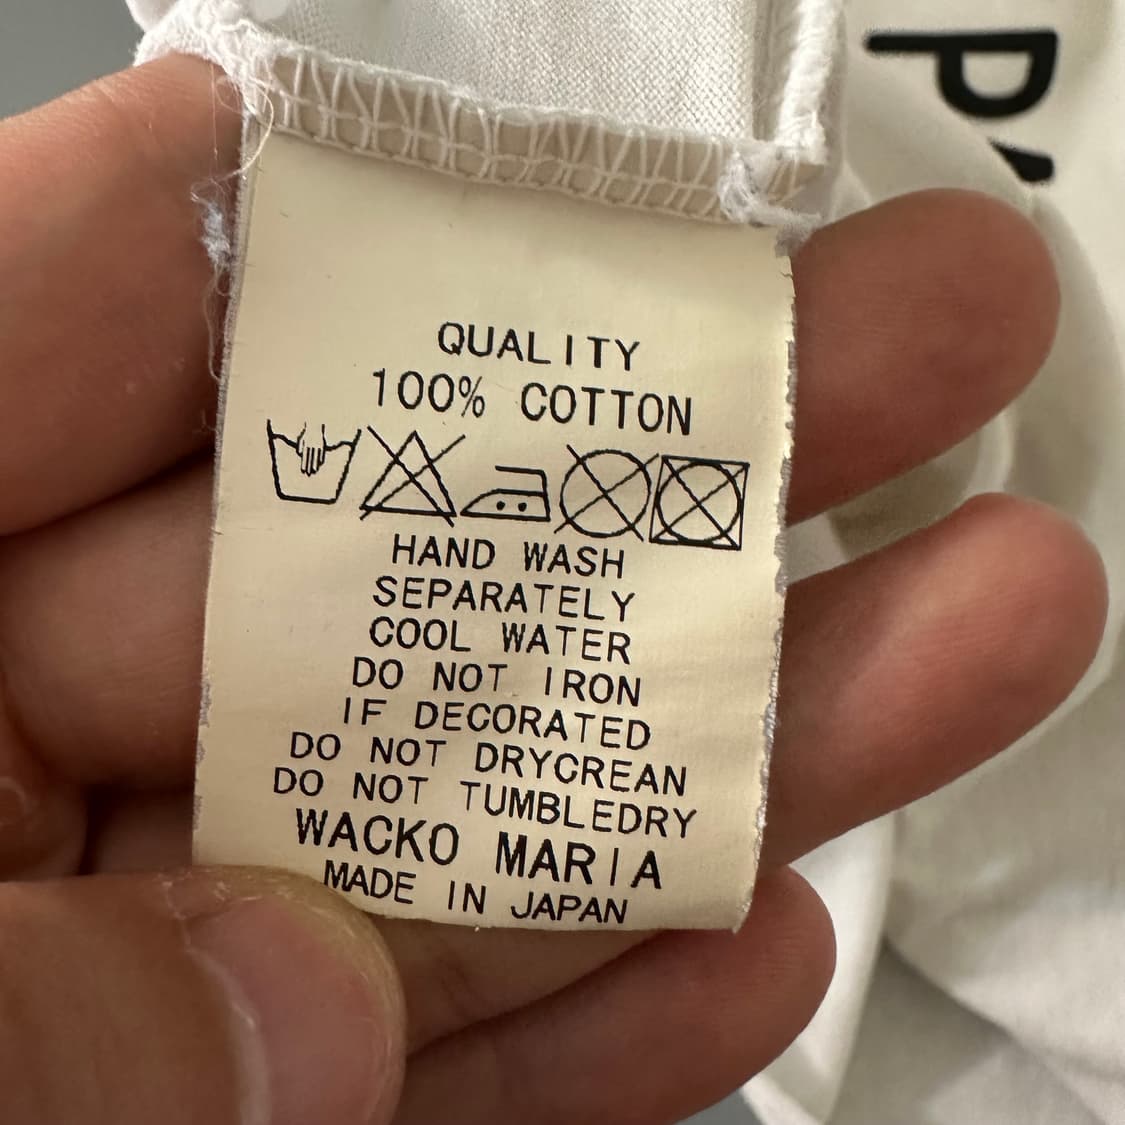 QUALITY
100% COTTON
HAND WASH
SEPARATELY
COOL WATER
DO NOT IRON
IF DECORATED
DO NOT DRYCREAN
DO NOT TUMBLEDRY
WACKO MARIA
MADE IN JAPAN